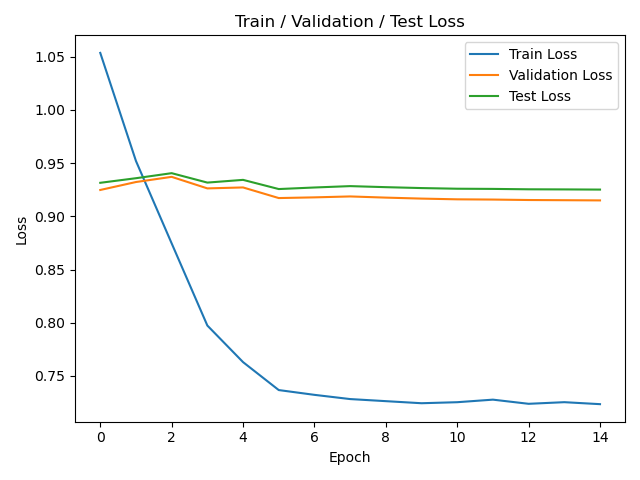 Train / Validation / Test Loss
Train Loss
Validation Loss
Test Loss
1.05
1.00
0.95
0.90
0.85
0.80
0.75
Loss
0 2 4 6 8 10 12 14
Epoch